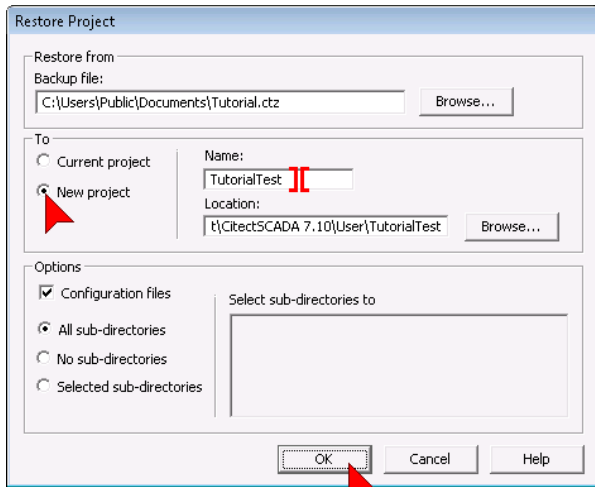 Restore Project
Restore from
Backup file:
C:\Users\Public\Documents\Tutorial.ctz
Browse...
To
Current project
New project
Name:
TutorialTest
Location:
t\CitectSCADA 7.10\User\TutorialTest
Browse...
Options
Configuration files
All sub-directories
No sub-directories
Selected sub-directories
Select sub-directories to
OK
Cancel
Help